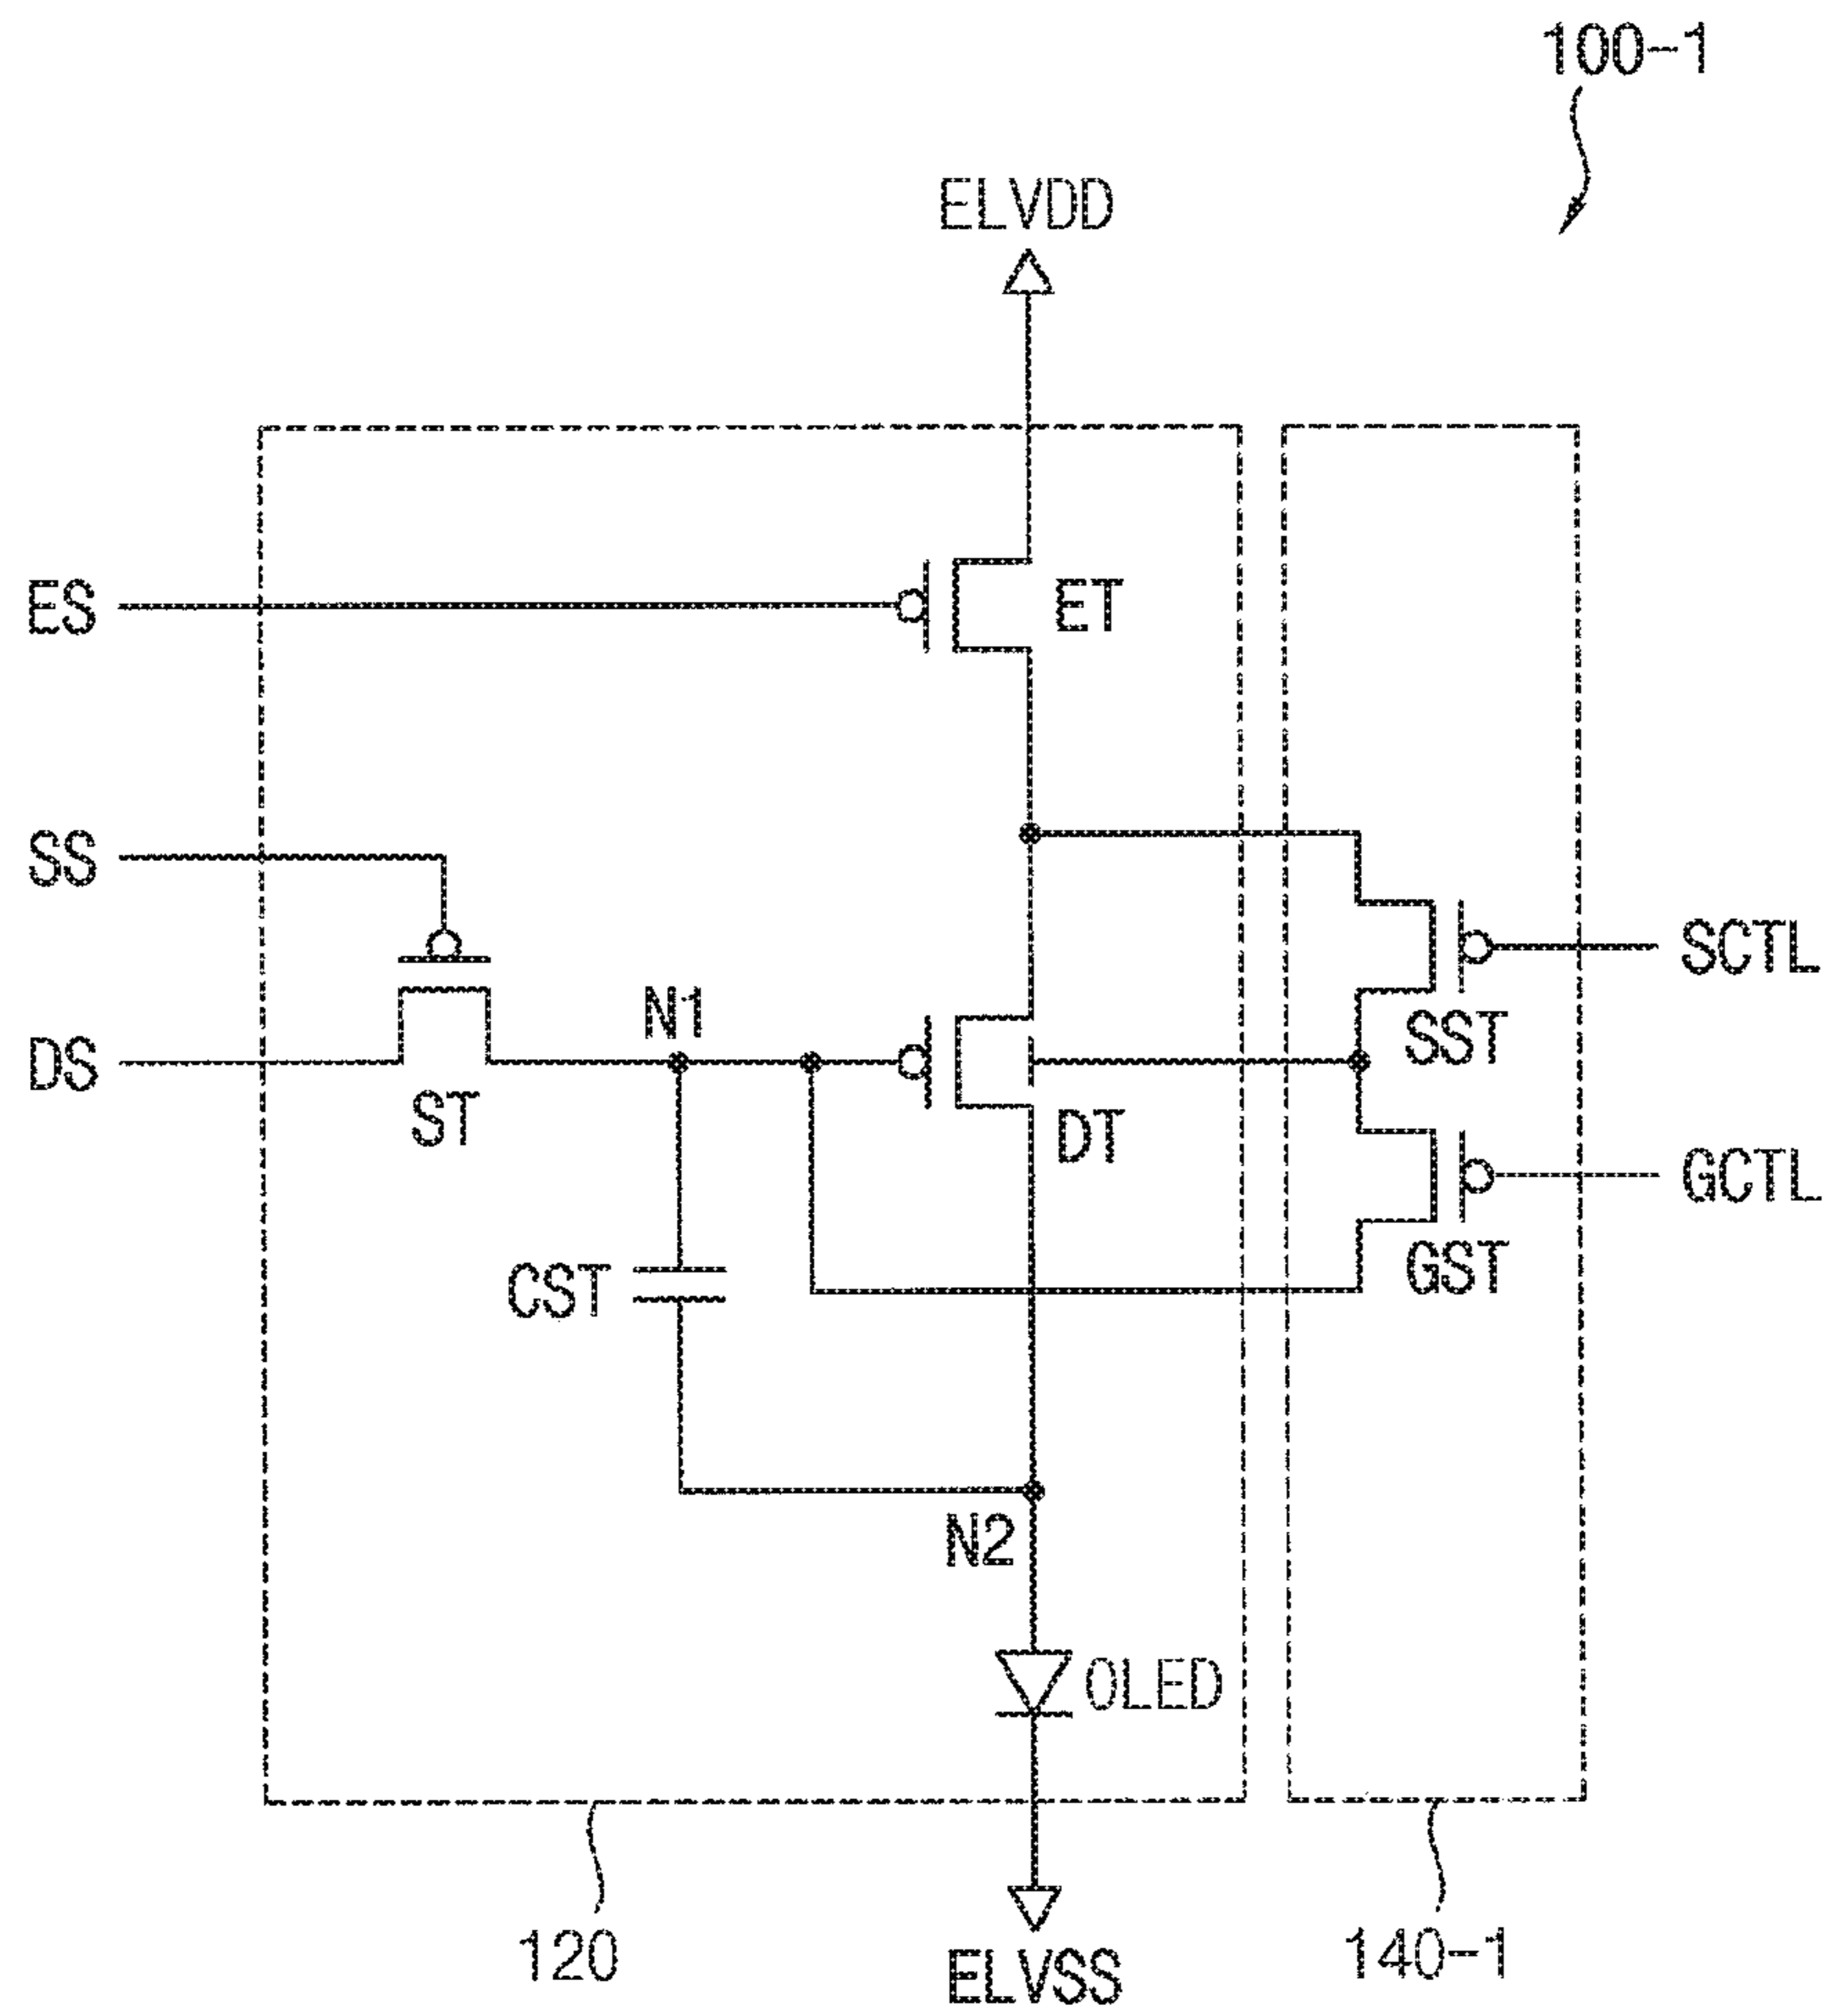 100-1
ELVDD
ES
ET
SS
SCTL
N1
SST
DS
ST
DT
GCTL
CST
GST
N2
OLED
120
140-1
ELVSS